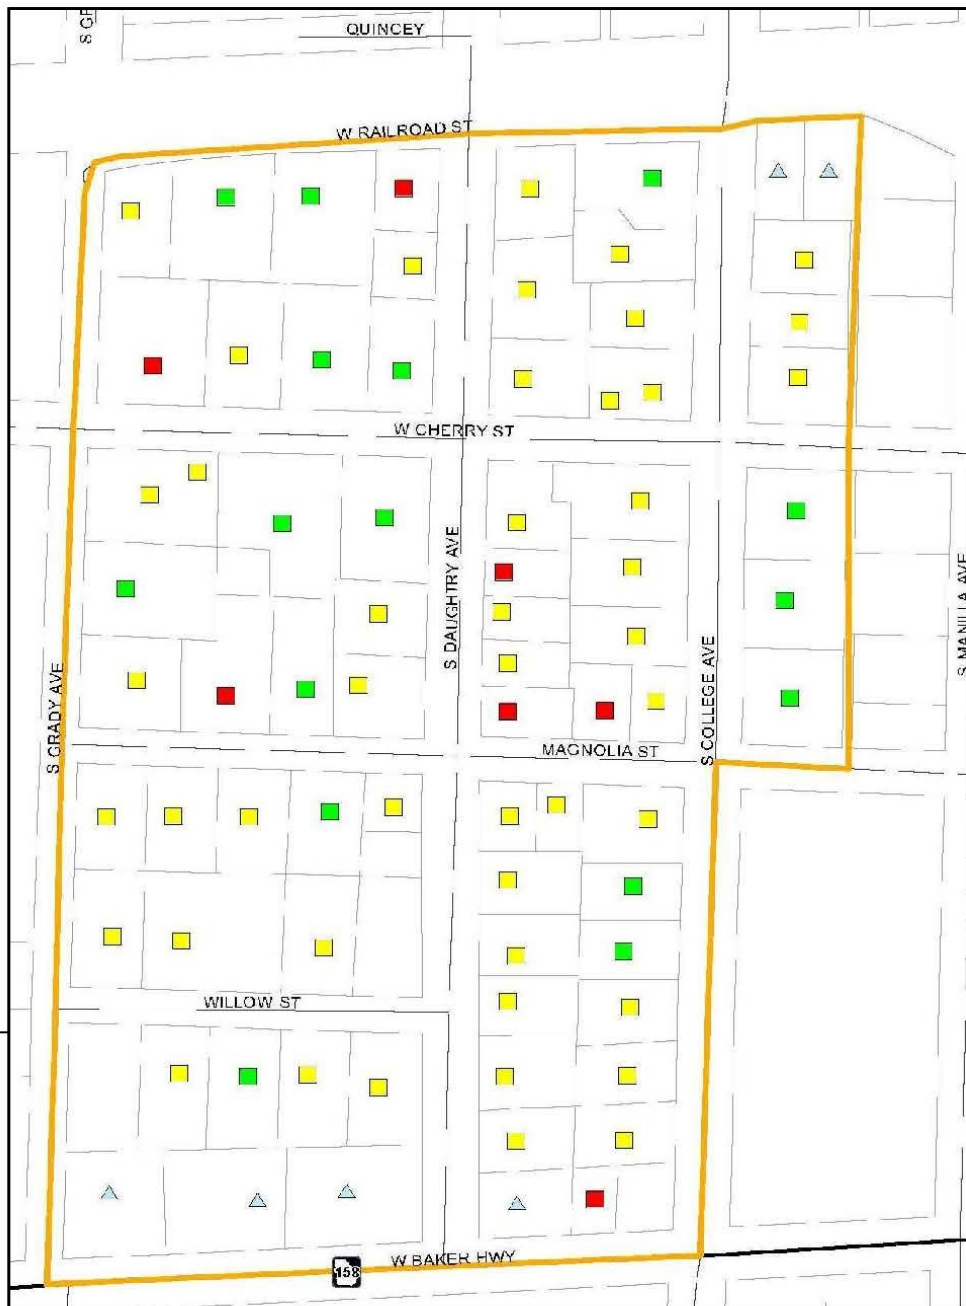 S GR
QUINCEY
W RAILROAD ST
W CHERRY ST
S DAUGHTRY AVE
S MANILLA AVE
S COLLEGE AVE
S GRADY AVE
MAGNOLIA ST
WILLOW ST
W BAKER HWY
158